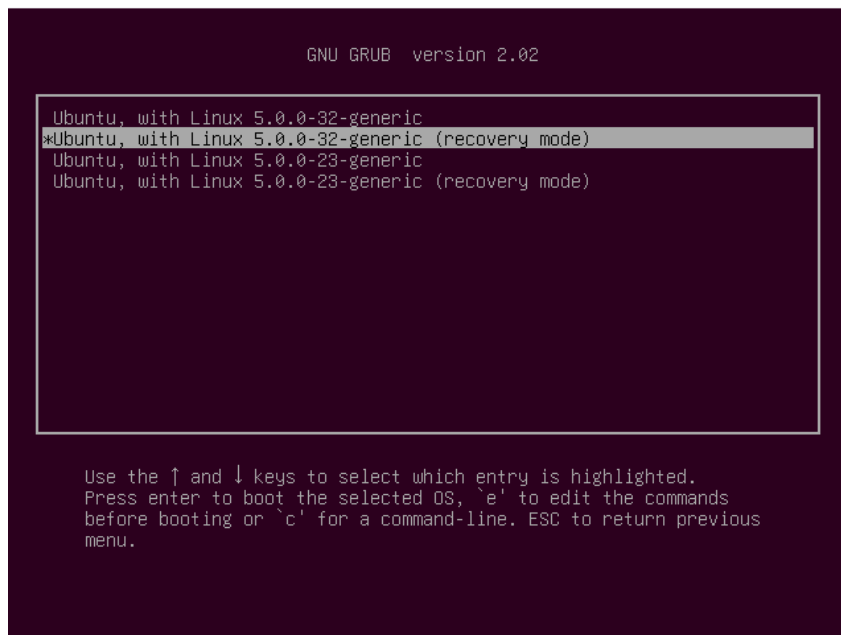 GNU GRUB  version 2.02
Ubuntu, with Linux 5.0.0-32-generic
*Ubuntu, with Linux 5.0.0-32-generic (recovery mode)
Ubuntu, with Linux 5.0.0-23-generic
Ubuntu, with Linux 5.0.0-23-generic (recovery mode)
Use the ↑ and ↓ keys to select which entry is highlighted.
Press enter to boot the selected OS, `e' to edit the commands
before booting or `c' for a command-line. ESC to return previous
menu.